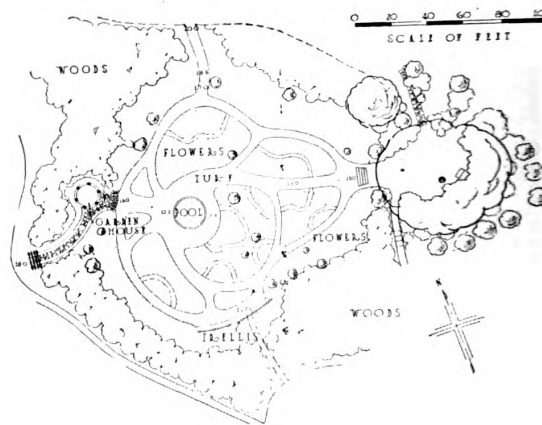 0 20 40 60 80
SCALE OF FEET
WOODS
FLOWERS
TURF
POOL
GARDEN
HOUSE
FLOWERS
WOODS
TRELLIS
N